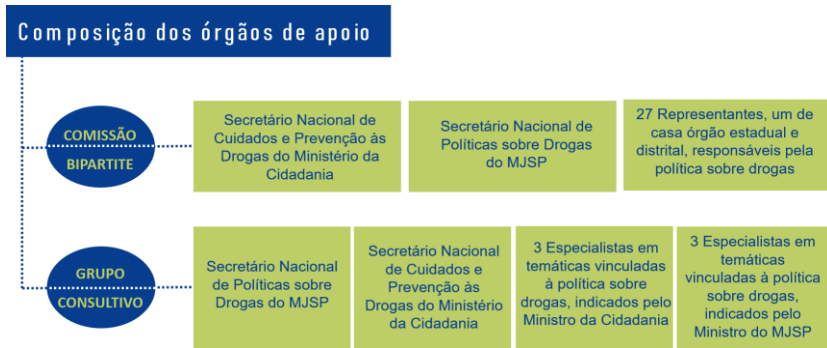 Composição dos órgãos de apoio
COMISSÃO
BIPARTITE
Secretário Nacional de
Cuidados e Prevenção às
Drogas do Ministério da
Cidadania
Secretário Nacional de
Políticas sobre Drogas
do MJSP
27 Representantes, um de
casa órgão estadual e
distrital, responsáveis pela
política sobre drogas
GRUPO
CONSULTIVO
Secretário Nacional
de Políticas sobre
Drogas do MJSP
Secretário Nacional
de Cuidados e
Prevenção às
Drogas do Ministério
da Cidadania
3 Especialistas em
temáticas vinculadas
à política sobre
drogas, indicados pelo
Ministro da Cidadania
3 Especialistas em
temáticas
vinculadas à política
sobre drogas,
indicados pelo
Ministro do MJSP